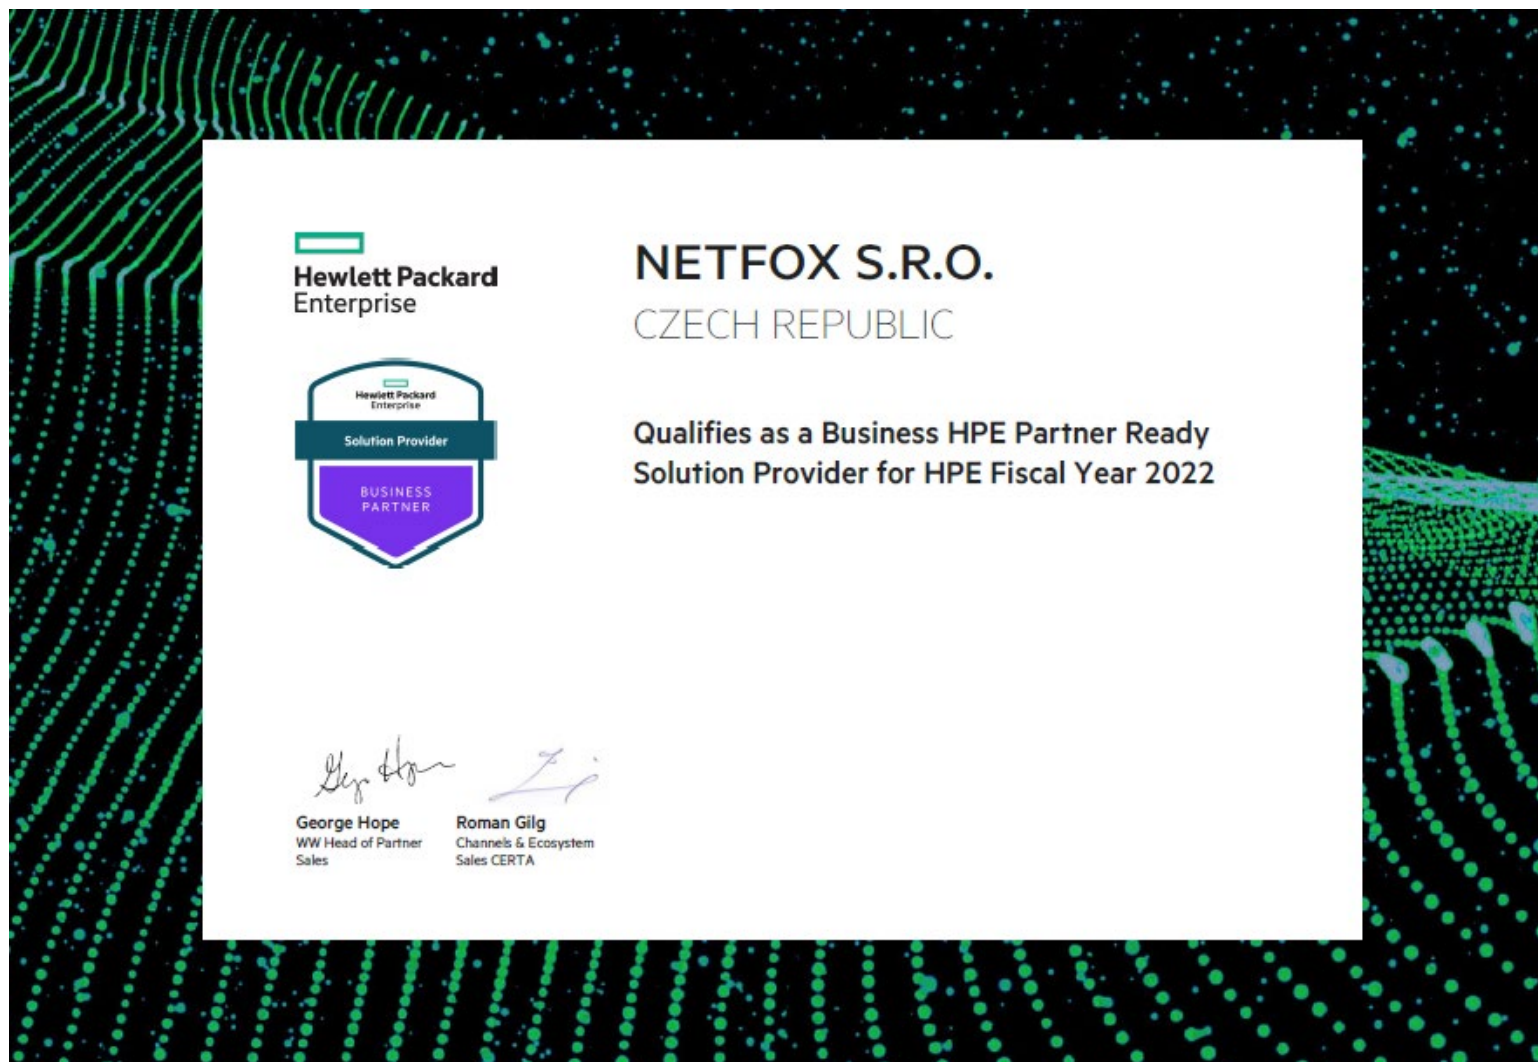 Hewlett Packard
Enterprise
NETFOX S.R.O.
CZECH REPUBLIC
Hewlett Packard
Enterprise
Solution Provider
BUSINESS
PARTNER
Qualifies as a Business HPE Partner Ready
Solution Provider for HPE Fiscal Year 2022
George Hope
WW Head of Partner
Sales
Roman Gilg
Channels & Ecosystem
Sales CERTA